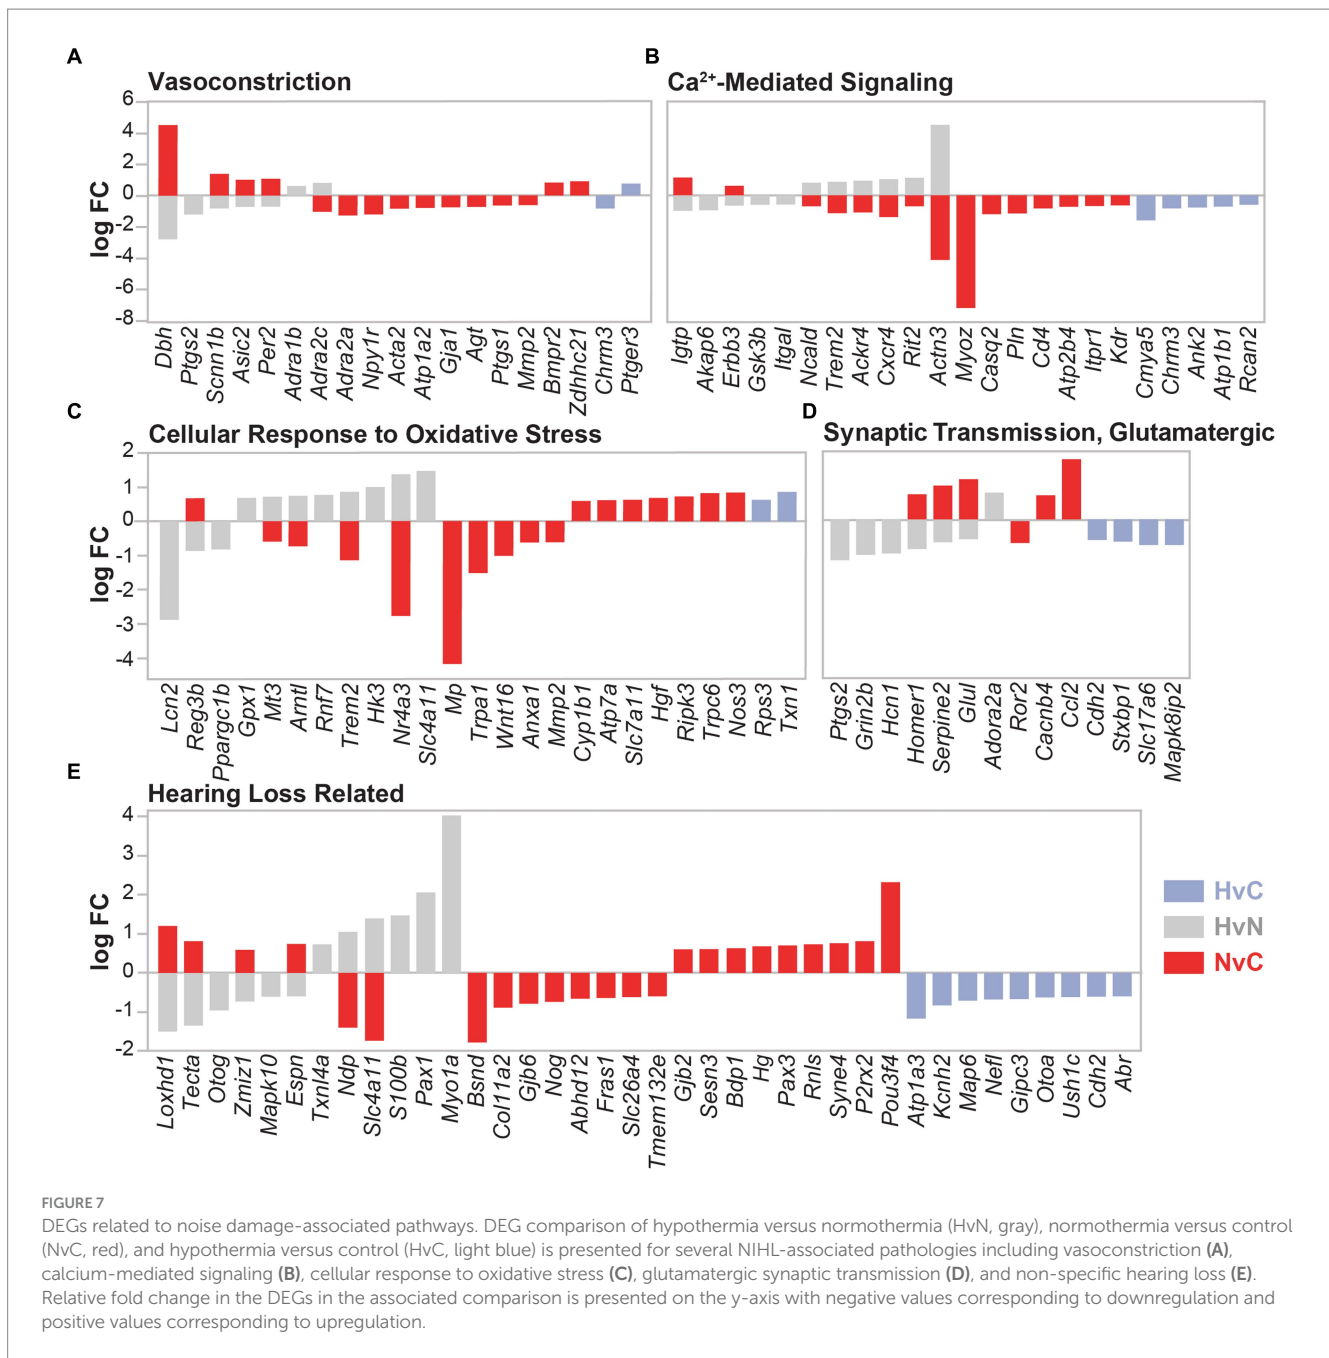 A
Vasoconstriction
6
4
2
0
-2
-4
-6
-8
log FC
Dbh
Ptgs2
Scnn1b
Asic2
Per2
Adra1b
Adra2c
Adra2a
Npy1r
Acta2
Atp1a2
Gja1
Agt
Ptgs1
Mmp2
Bmpr2
Zdhhc21
Chrm3
Ptger3
B
Ca²⁺-Mediated Signaling
Igtp
Akap6
Erbb3
Gsk3b
Itgal
Ncald
Trem2
Ackr4
Cxcr4
Rit2
Actn3
Myoz
Casq2
Pln
Cd4
Atp2b4
Itpr1
Kdr
Cmya5
Chrm3
Ank2
Atp1b1
Rcan2
C
Cellular Response to Oxidative Stress
2
1
0
-1
-2
-3
-4
log FC
Lcn2
Reg3b
Ppargc1b
Gpx1
Mt3
Arntl
Rnf7
Trem2
Hk3
Nr4a3
Slc4a11
Mp
Trpa1
Wnt16
Anxa1
Mmp2
Cyp1b1
Atp7a
Slc7a11
Hgf
Ripk3
Trpc6
Nos3
Rps3
Txn1
D
Synaptic Transmission, Glutamatergic
Ptgs2
Grin2b
Hcn1
Homer1
Serpine2
Glul
Adora2a
Ror2
Cacnb4
Ccl2
Cdh2
Stxbp1
Slc17a6
Mapk8ip2
E
Hearing Loss Related
4
3
2
1
0
-1
-2
log FC
Loxhd1
Tecta
Otog
Zmiz1
Mapk10
Espn
Txnl4a
Ndp
Slc4a11
S100b
Pax1
Myo1a
Bsnd
Col11a2
Gjb6
Nog
Abhd12
Fras1
Slc26a4
Tmem132e
Gjb2
Sesn3
Bdp1
Hg
Pax3
Rnls
Syne4
P2rx2
Pou3f4
Atp1a3
Kcnh2
Map6
Nefl
Gipc3
Otoa
Ush1c
Cdh2
Abr
HvC
HvN
NvC
FIGURE 7
DEGs related to noise damage-associated pathways. DEG comparison of hypothermia versus normothermia (HvN, gray), normothermia versus control
(NvC, red), and hypothermia versus control (HvC, light blue) is presented for several NIHL-associated pathologies including vasoconstriction (A),
calcium-mediated signaling (B), cellular response to oxidative stress (C), glutamatergic synaptic transmission (D), and non-specific hearing loss (E).
Relative fold change in the DEGs in the associated comparison is presented on the y-axis with negative values corresponding to downregulation and
positive values corresponding to upregulation.